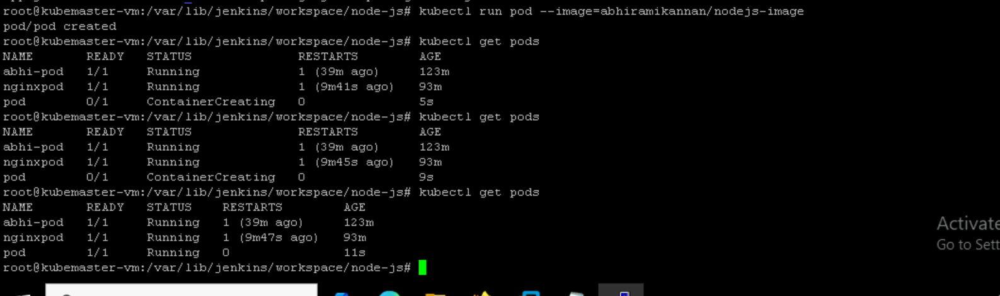 root@kubemaster-vm:/var/lib/jenkins/workspace/node-js# kubectl run pod --image=abhiramikannan/nodejs-image
pod/pod created
root@kubemaster-vm:/var/lib/jenkins/workspace/node-js# kubectl get pods
NAME READY STATUS RESTARTS AGE
abhi-pod 1/1 Running 1 (39m ago) 123m
nginxpod 1/1 Running 1 (9m41s ago) 93m
pod 0/1 ContainerCreating 0 5s
root@kubemaster-vm:/var/lib/jenkins/workspace/node-js# kubectl get pods
NAME READY STATUS RESTARTS AGE
abhi-pod 1/1 Running 1 (39m ago) 123m
nginxpod 1/1 Running 1 (9m45s ago) 93m
pod 0/1 ContainerCreating 0 9s
root@kubemaster-vm:/var/lib/jenkins/workspace/node-js# kubectl get pods
NAME READY STATUS RESTARTS AGE
abhi-pod 1/1 Running 1 (39m ago) 123m
nginxpod 1/1 Running 1 (9m47s ago) 93m
pod 1/1 Running 0 11s
root@kubemaster-vm:/var/lib/jenkins/workspace/node-js#
Activate
Go to Sett